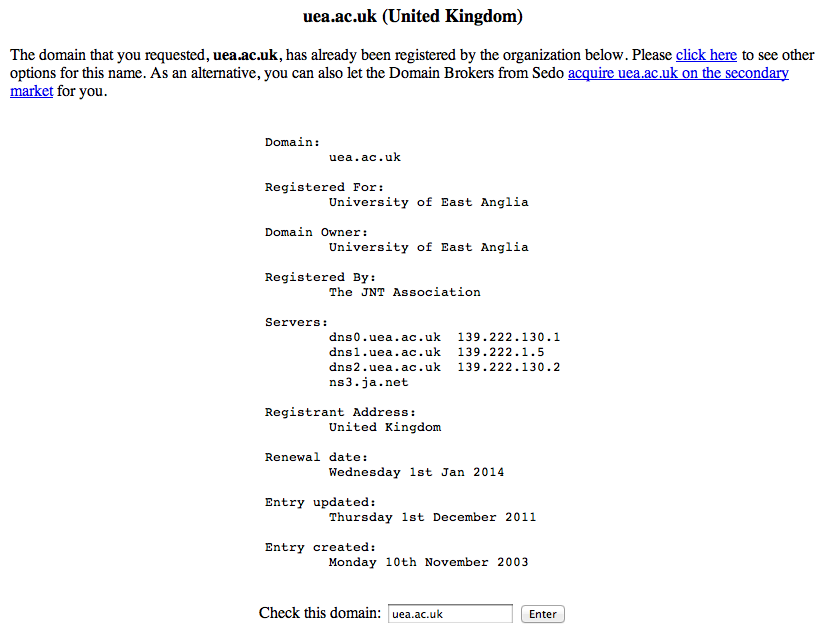 uea.ac.uk (United Kingdom)
The domain that you requested, uea.ac.uk, has already been registered by the organization below. Please click here to see other
options for this name. As an alternative, you can also let the Domain Brokers from Sedo acquire uea.ac.uk on the secondary
market for you.
Domain:
uea.ac.uk
Registered For:
University of East Anglia
Domain Owner:
University of East Anglia
Registered By:
The JNT Association
Servers:
dns0.uea.ac.uk 139.222.130.1
dns1.uea.ac.uk 139.222.1.5
dns2.uea.ac.uk 139.222.130.2
ns3.ja.net
Registrant Address:
United Kingdom
Renewal date:
Wednesday 1st Jan 2014
Entry updated:
Thursday 1st December 2011
Entry created:
Monday 10th November 2003
Check this domain: uea.ac.uk Enter